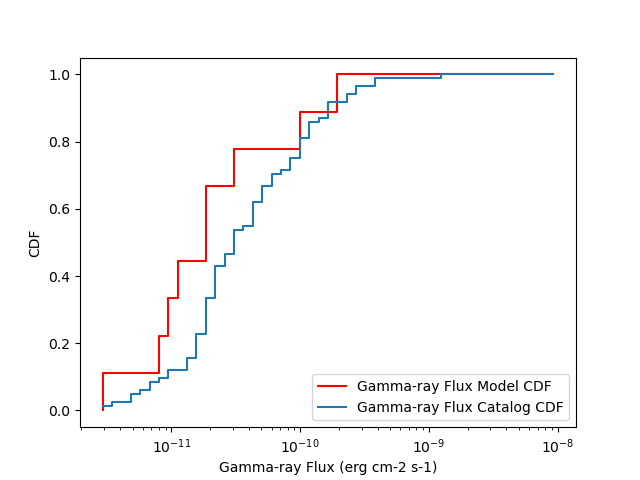 1.0
0.8
0.6
0.4
0.2
0.0
CDF
10⁻¹¹ 10⁻¹⁰ 10⁻⁹ 10⁻⁸
Gamma-ray Flux (erg cm-2 s-1)
Gamma-ray Flux Model CDF
Gamma-ray Flux Catalog CDF